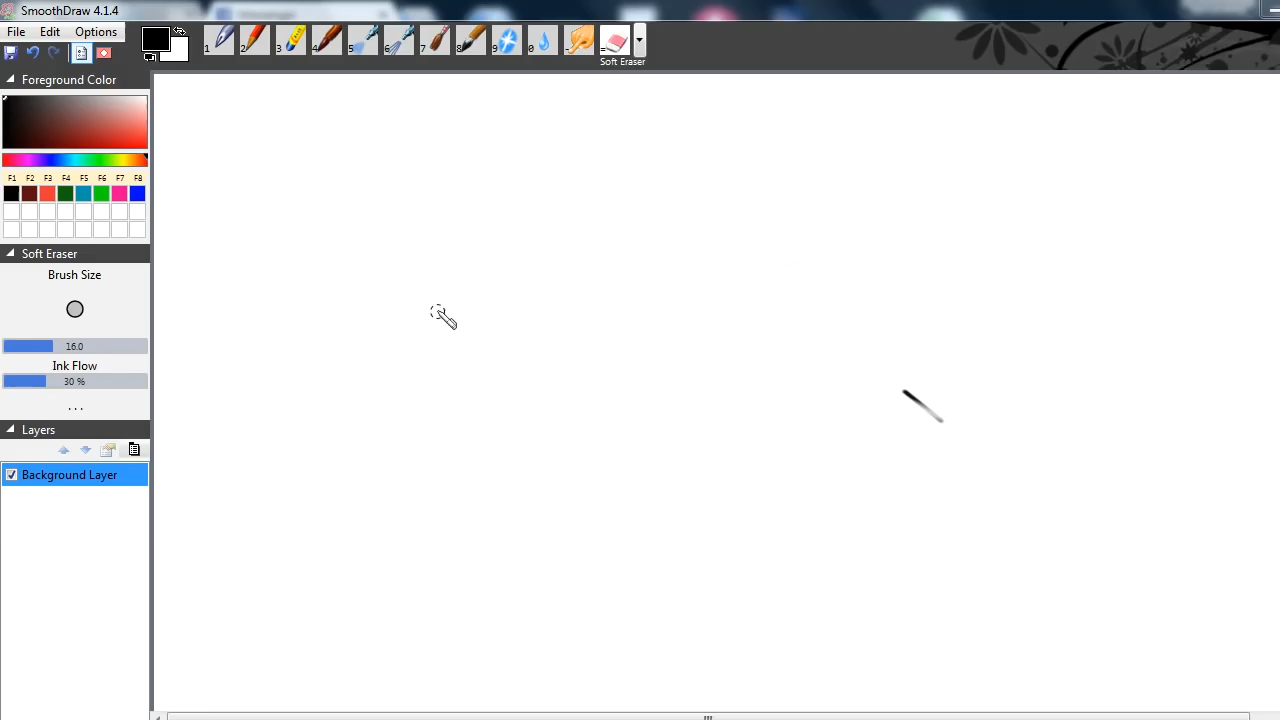 SmoothDraw 4.1.4
File Edit Options
1 2 3 4 5 6 7 8 9 0 - =
Soft Eraser
Foreground Color
F1 F2 F3 F4 F5 F6 F7 F8
Soft Eraser
Brush Size
16.0
Ink Flow
30 %
...
Layers
Background Layer